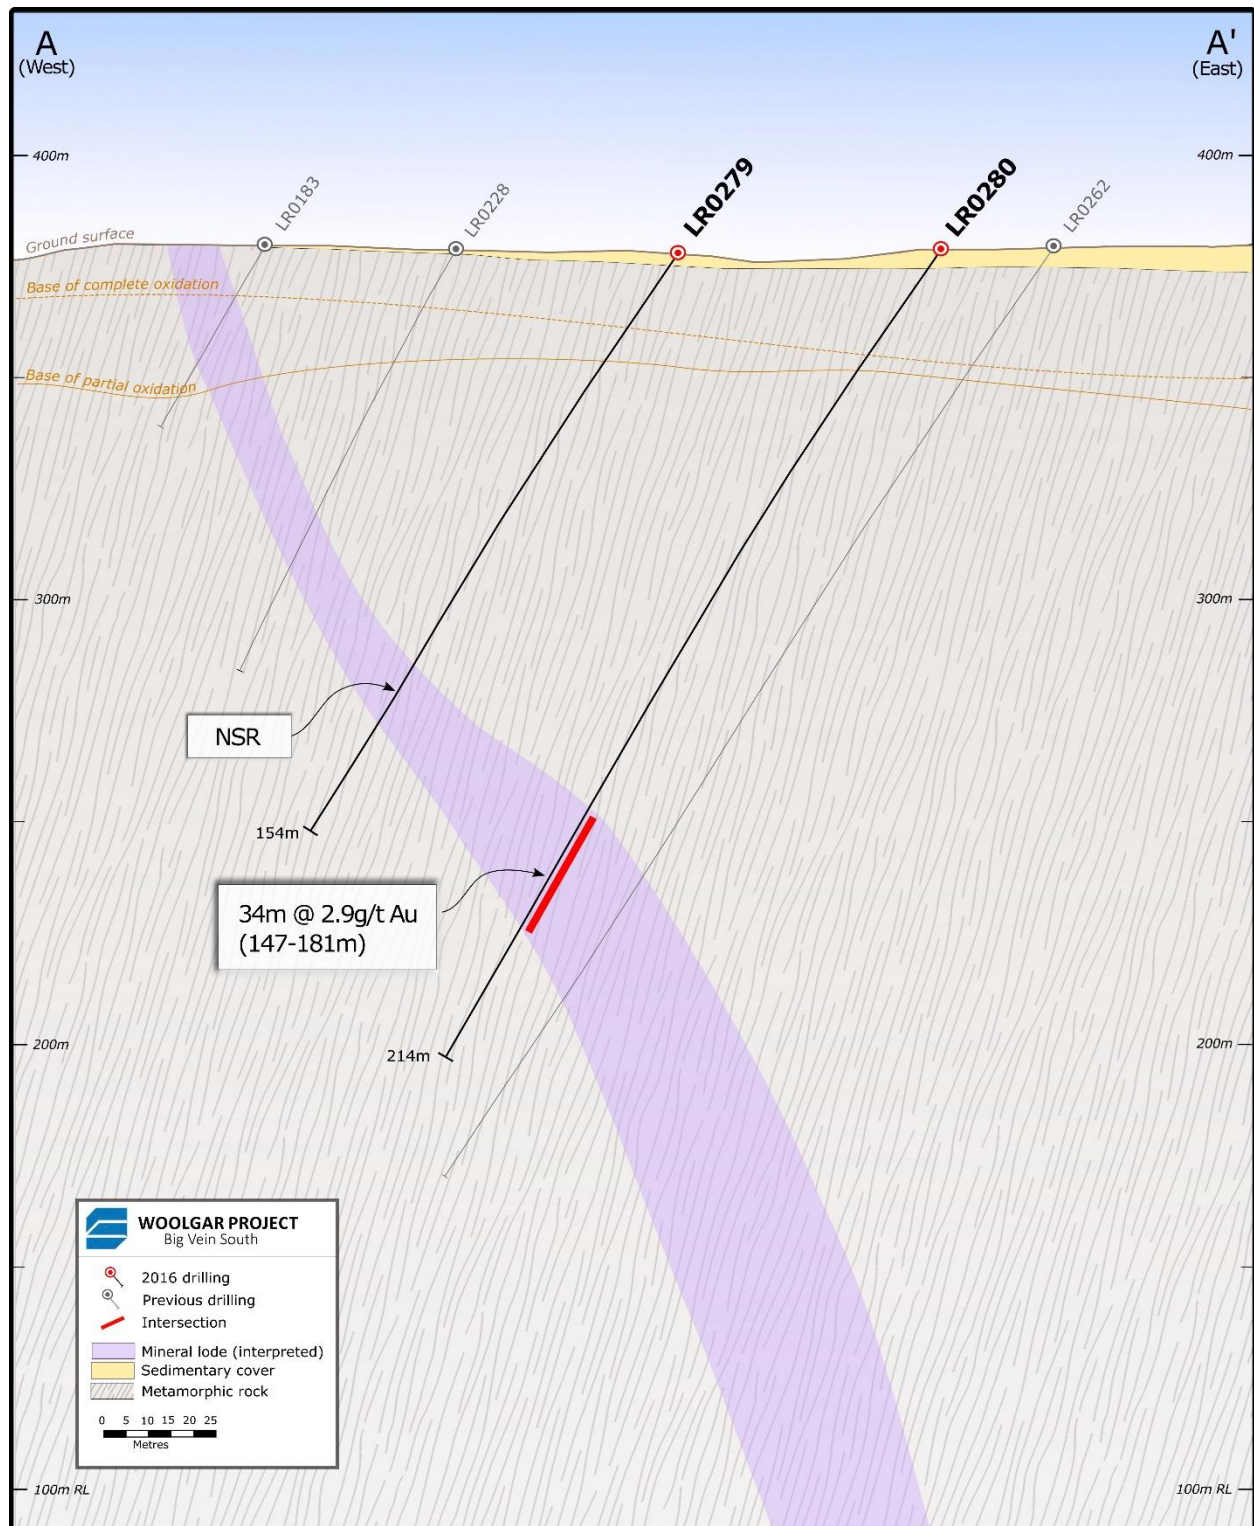 A
(West)
A'
(East)
400m
400m
LR0183
LR0228
LR0279
LR0280
LR0262
Ground surface
Base of complete oxidation
Base of partial oxidation
300m
300m
NSR
154m
34m @ 2.9g/t Au
(147-181m)
200m
200m
214m
WOOLGAR PROJECT
Big Vein South
2016 drilling
Previous drilling
Intersection
Mineral lode (interpreted)
Sedimentary cover
Metamorphic rock
0 5 10 15 20 25
Metres
100m RL
100m RL